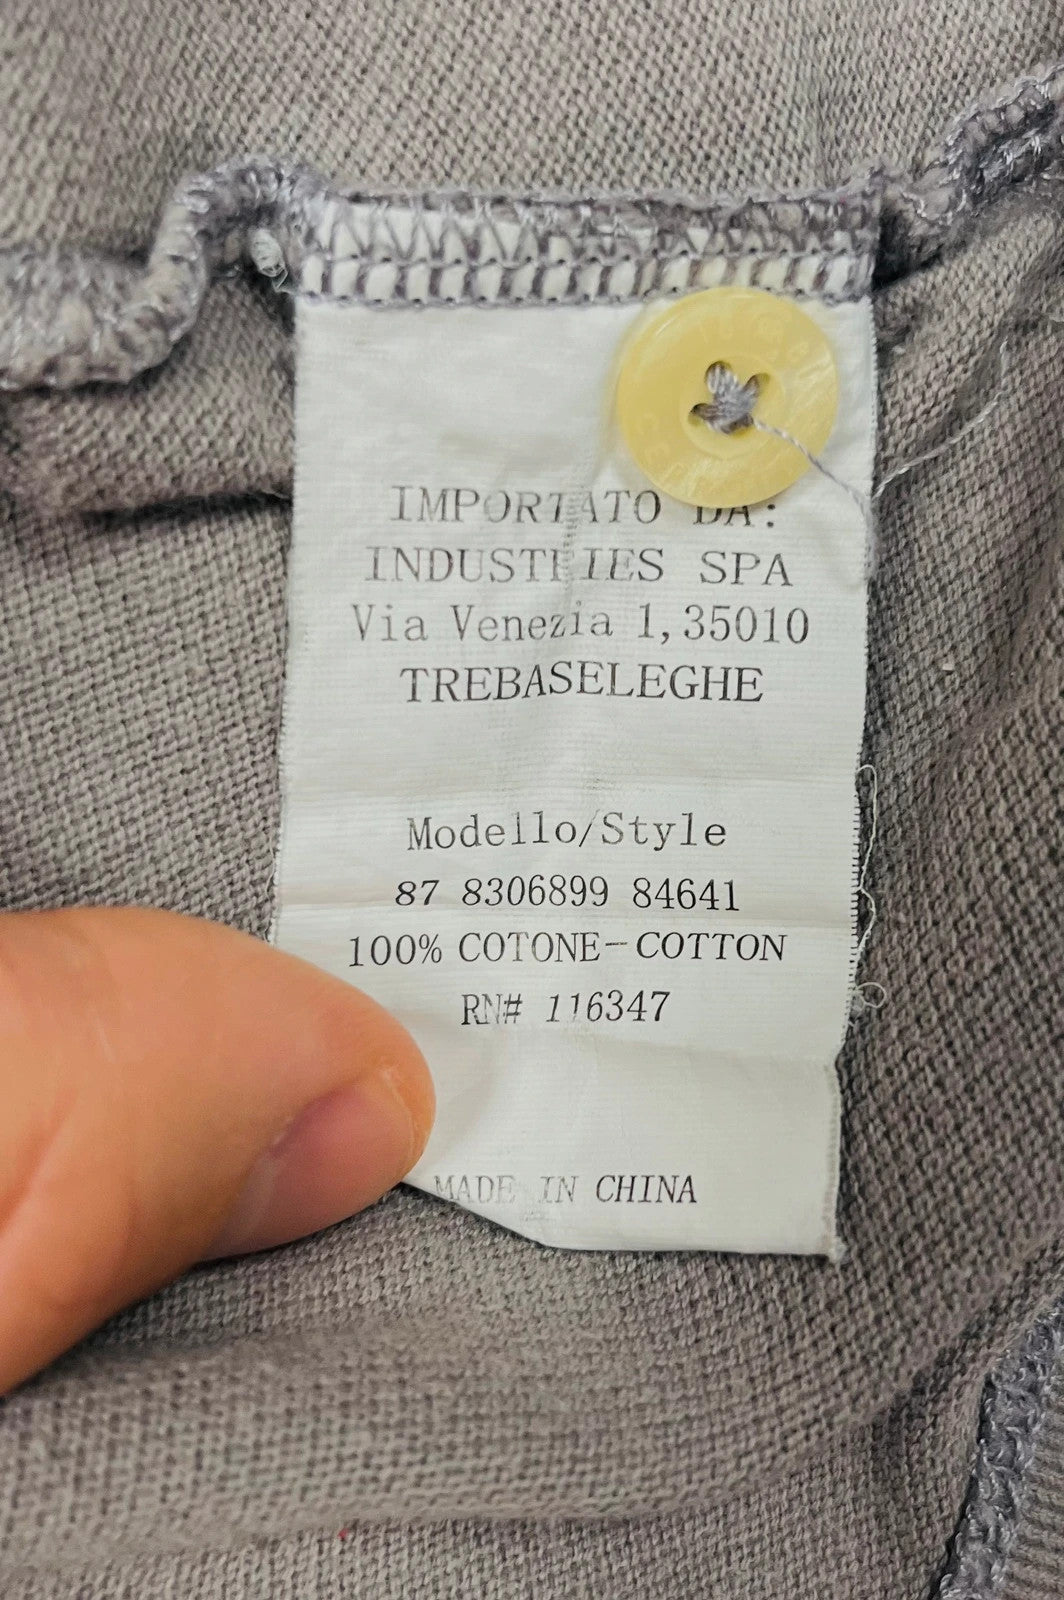 IMPORTATO DA:
INDUSTRIES SPA
Via Venezia 1,35010
TREBASELEGHE
Modello/Style
87 8306899 84641
100% COTONE-COTTON
RN# 116347
MADE IN CHINA